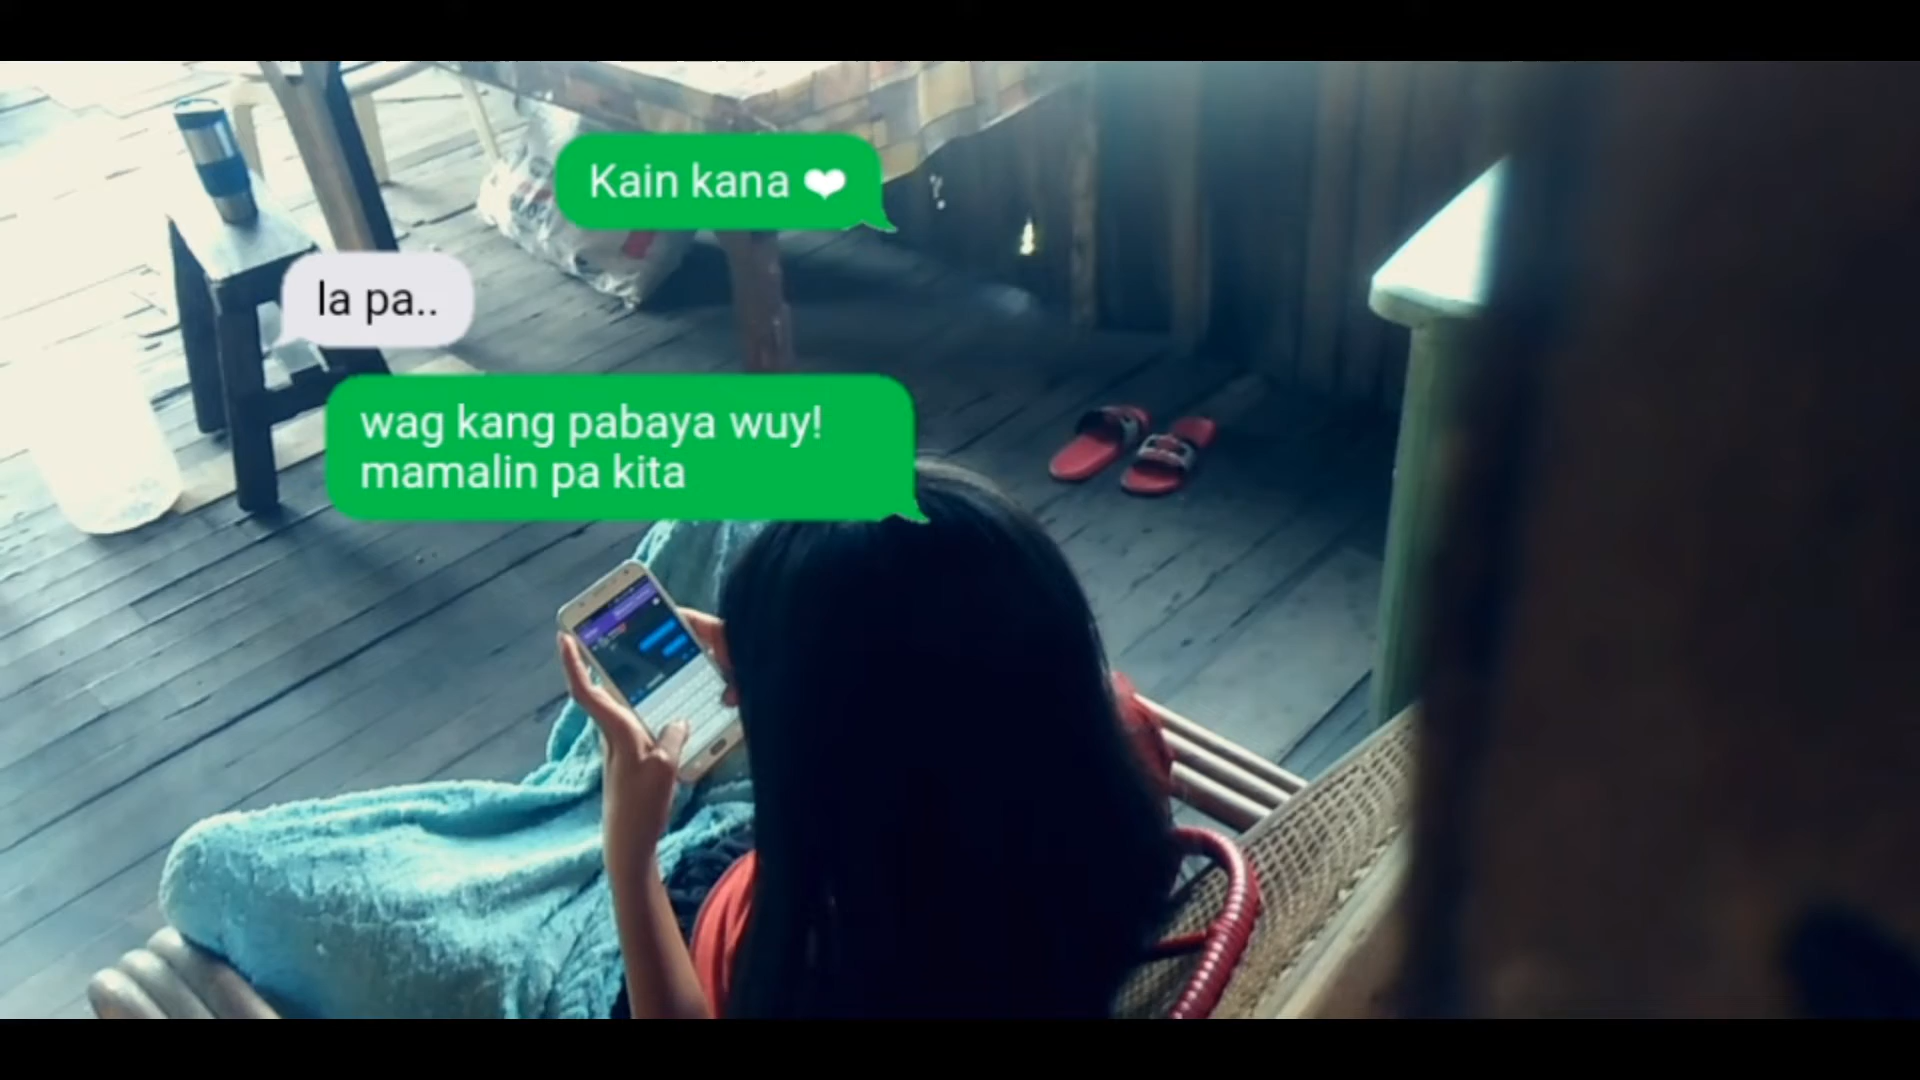 Kain kana ❤
la pa..
wag kang pabaya wuy!
mamalin pa kita